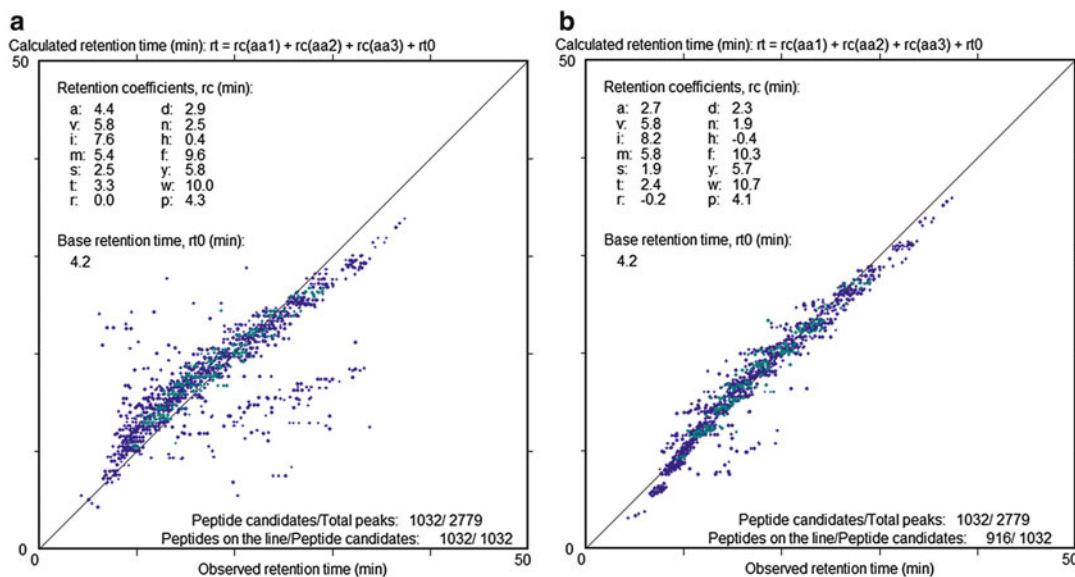 a
Calculated retention time (min): rt = rc(aa1) + rc(aa2) + rc(aa3) + rt0
50
Retention coefficients, rc (min):
a: 4.4 d: 2.9
v: 5.8 n: 2.5
i: 7.6 h: 0.4
m: 5.4 f: 9.6
s: 2.5 y: 5.8
t: 3.3 w: 10.0
r: 0.0 p: 4.3
Base retention time, rt0 (min):
4.2
Peptide candidates/Total peaks: 1032/ 2779
Peptides on the line/Peptide candidates: 1032/ 1032
0
0 50
Observed retention time (min)
b
Calculated retention time (min): rt = rc(aa1) + rc(aa2) + rc(aa3) + rt0
50
Retention coefficients, rc (min):
a: 2.7 d: 2.3
v: 5.8 n: 1.9
i: 8.2 h: -0.4
m: 5.8 f: 10.3
s: 1.9 y: 5.7
t: 2.4 w: 10.7
r: -0.2 p: 4.1
Base retention time, rt0 (min):
4.2
Peptide candidates/Total peaks: 1032/ 2779
Peptides on the line/Peptide candidates: 916/ 1032
0
0 50
Observed retention time (min)